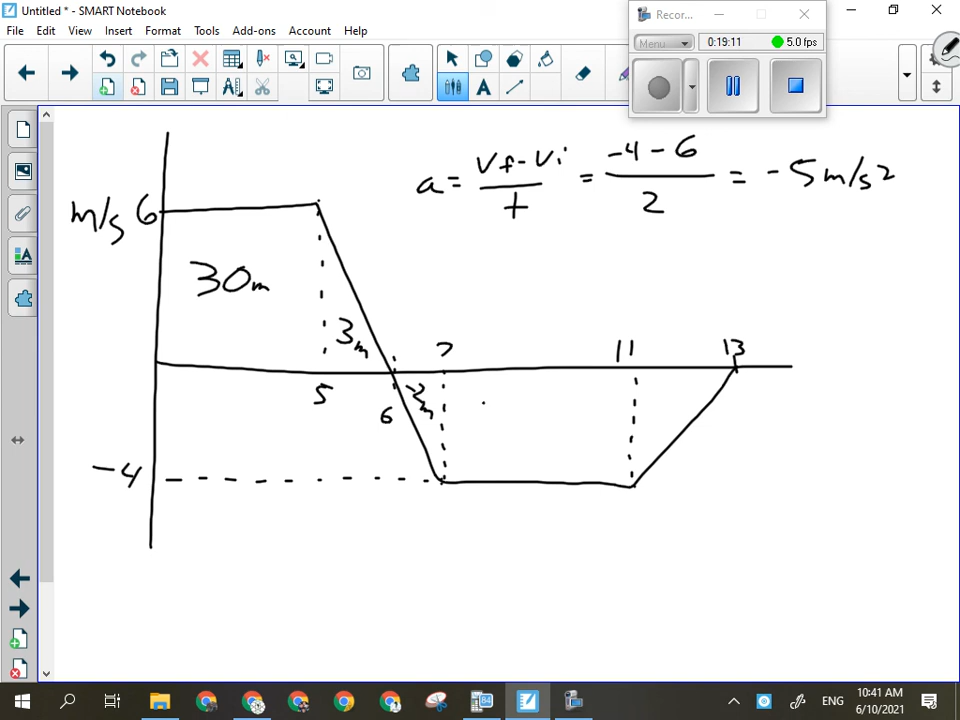 Untitled * - SMART Notebook
Recor...
File Edit View Insert Format Tools Add-ons Account Help
Menu
0:19:11
5.0 fps
a = Vf - Vi / t = -4 - 6 / 2 = -5 m/s2
m/s 6
30m
3m
7 11 13
5
6
-4
ENG
10:41 AM
6/10/2021